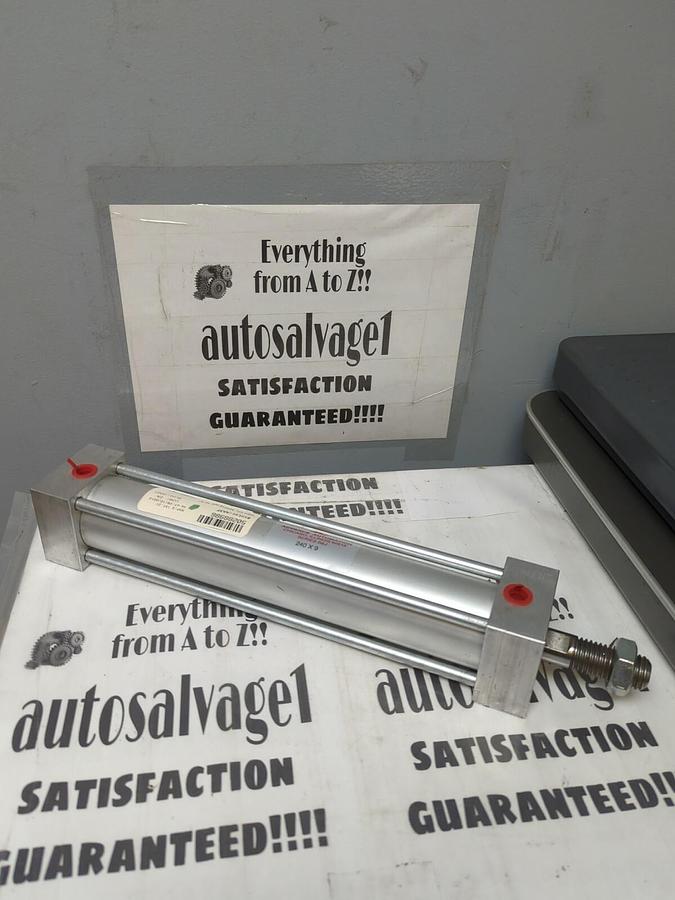 Everything
from A to Z!!
autosalvage1
SATISFACTION
GUARANTEED!!!!
SATISFACTION
GUARANTEED!!!!
240 X 9
Everything
from A to Z!!
autosalvage1
SATISFACTION
GUARANTEED!!!!
!!
SATISFACTION
GUARANTEED!!